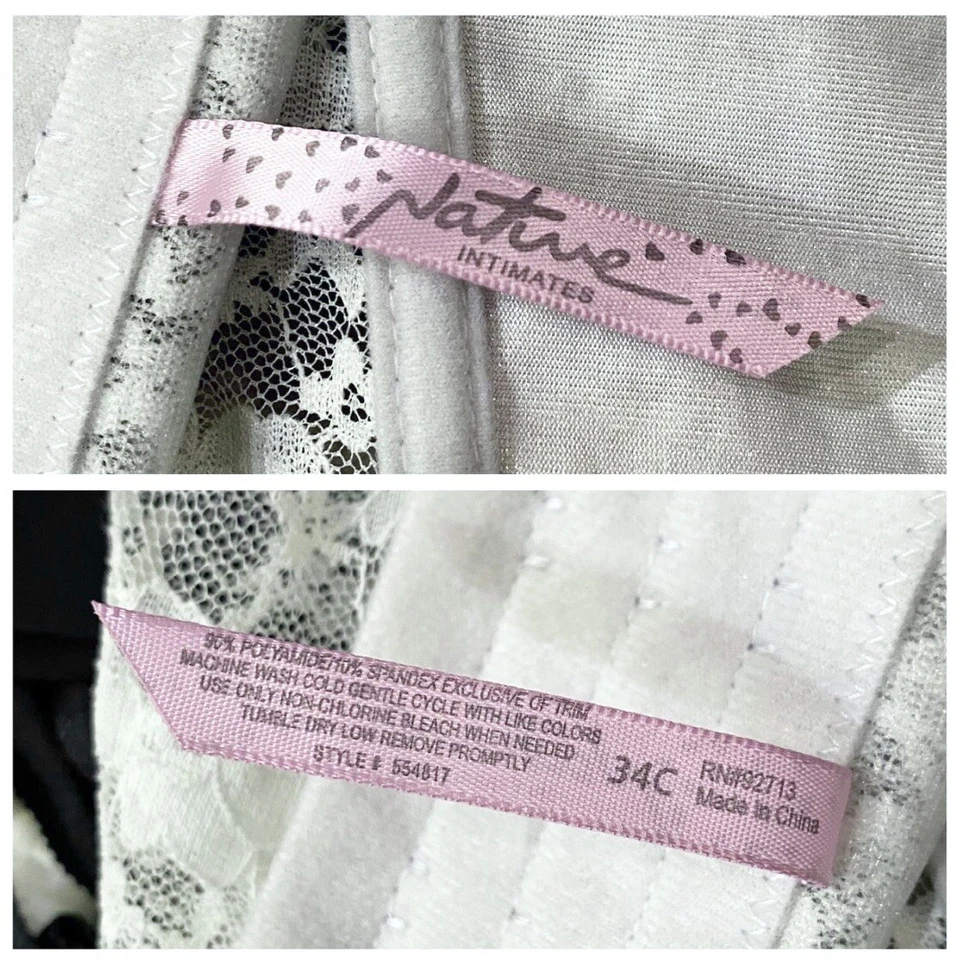 Native
INTIMATES
90% POLYAMIDE/10% SPANDEX EXCLUSIVE OF TRIM
MACHINE WASH COLD GENTLE CYCLE WITH LIKE COLORS
USE ONLY NON-CHLORINE BLEACH WHEN NEEDED
TUMBLE DRY LOW REMOVE PROMPTLY
STYLE # 554817
34C
RN#92713
Made in China